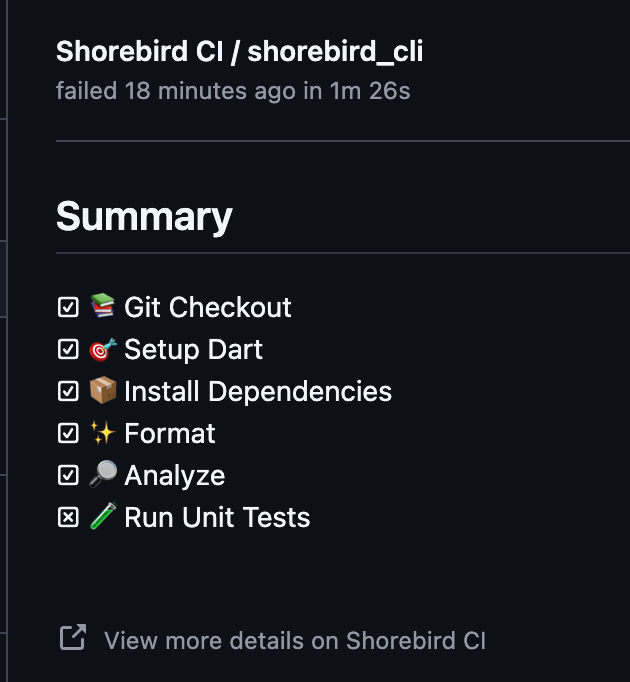 Shorebird CI / shorebird_cli
failed 18 minutes ago in 1m 26s
Summary
Git Checkout
Setup Dart
Install Dependencies
Format
Analyze
Run Unit Tests
View more details on Shorebird CI